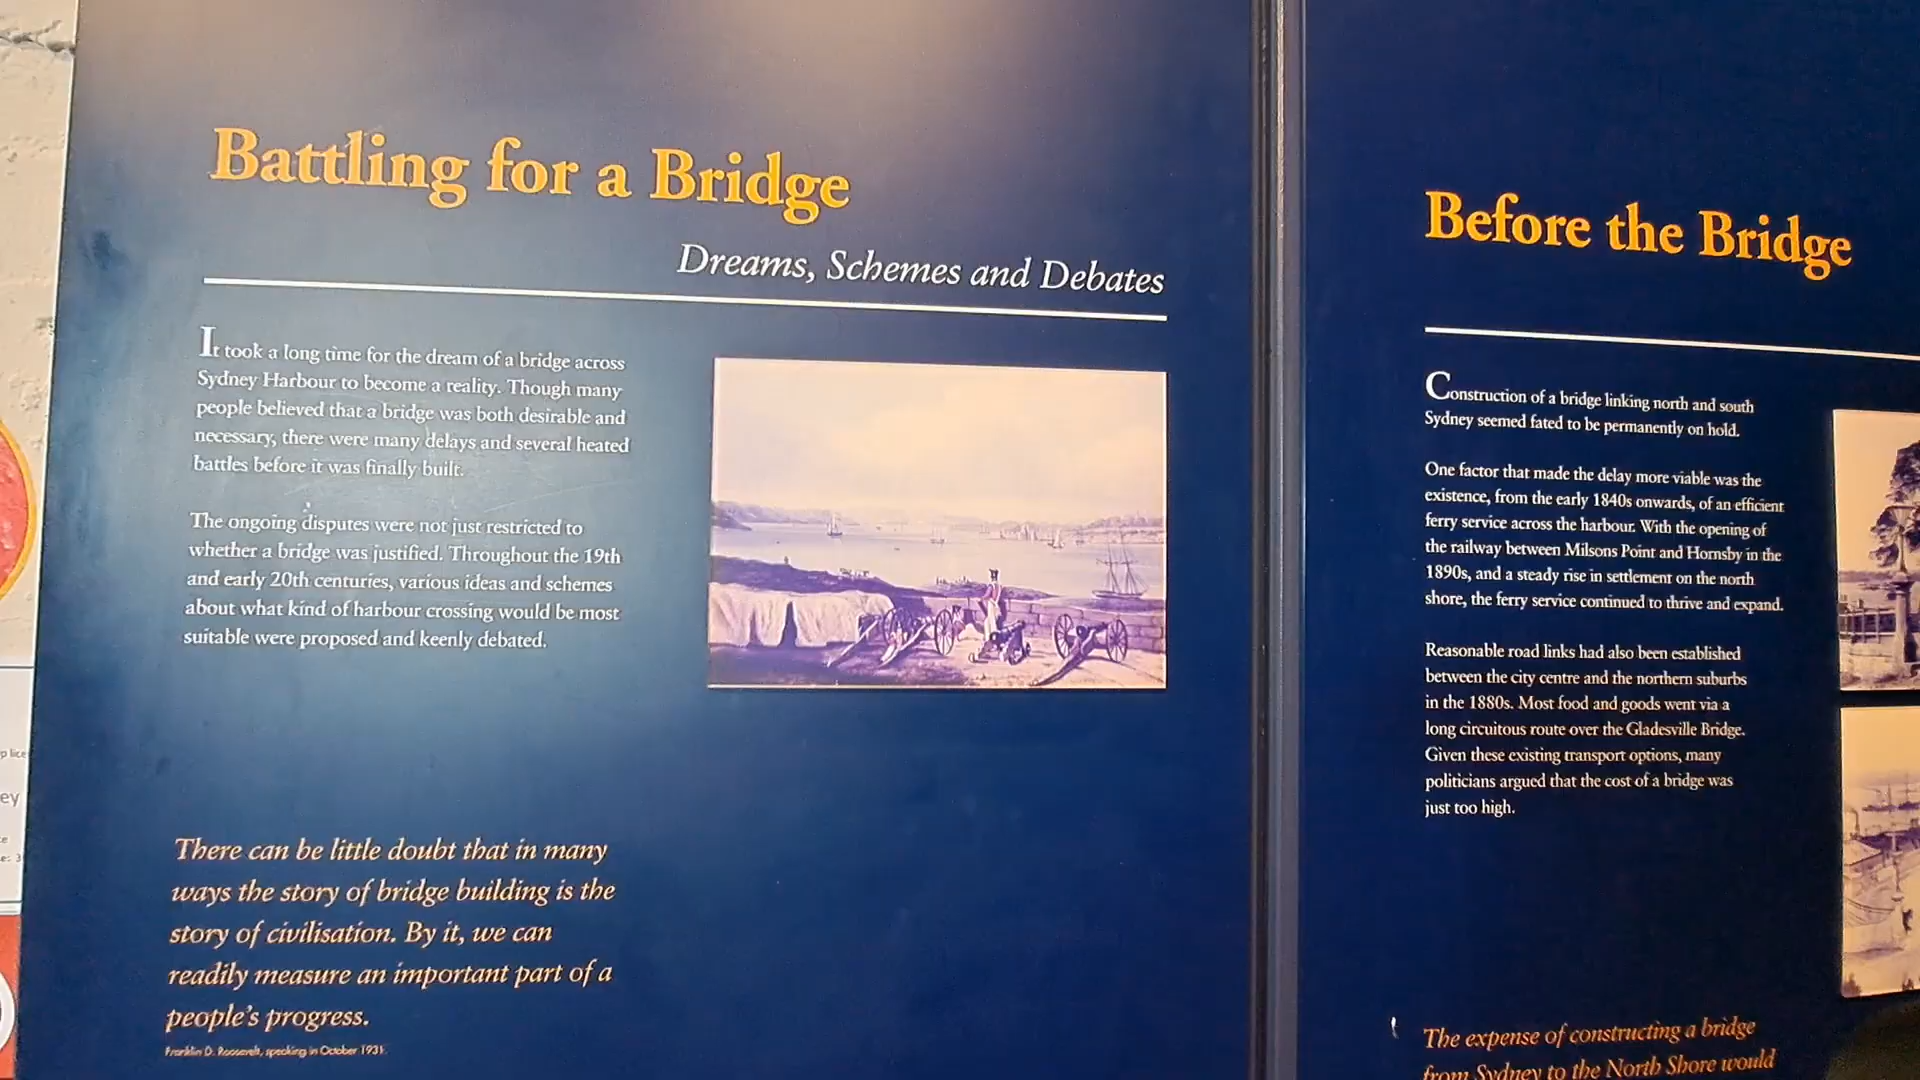 Battling for a Bridge
Dreams, Schemes and Debates
It took a long time for the dream of a bridge across
Sydney Harbour to become a reality. Though many
people believed that a bridge was both desirable and
necessary, there were many delays and several heated
battles before it was finally built.
The ongoing disputes were not just restricted to
whether a bridge was justified. Throughout the 19th
and early 20th centuries, various ideas and schemes
about what kind of harbour crossing would be most
suitable were proposed and keenly debated.
There can be little doubt that in many
ways the story of bridge building is the
story of civilisation. By it, we can
readily measure an important part of a
people's progress.
Franklin D. Roosevelt, speaking in October 1931.
Before the Bridge
Construction of a bridge linking north and south
Sydney seemed fated to be permanently on hold.
One factor that made the delay more viable was the
existence, from the early 1840s onwards, of an efficient
ferry service across the harbour. With the opening of
the railway between Milsons Point and Hornsby in the
1890s, and a steady rise in settlement on the north
shore, the ferry service continued to thrive and expand.
Reasonable road links had also been established
between the city centre and the northern suburbs
in the 1880s. Most food and goods went via a
long circuitous route over the Gladesville Bridge.
Given these existing transport options, many
politicians argued that the cost of a bridge was
just too high.
The expense of constructing a bridge
from Sydney to the North Shore would